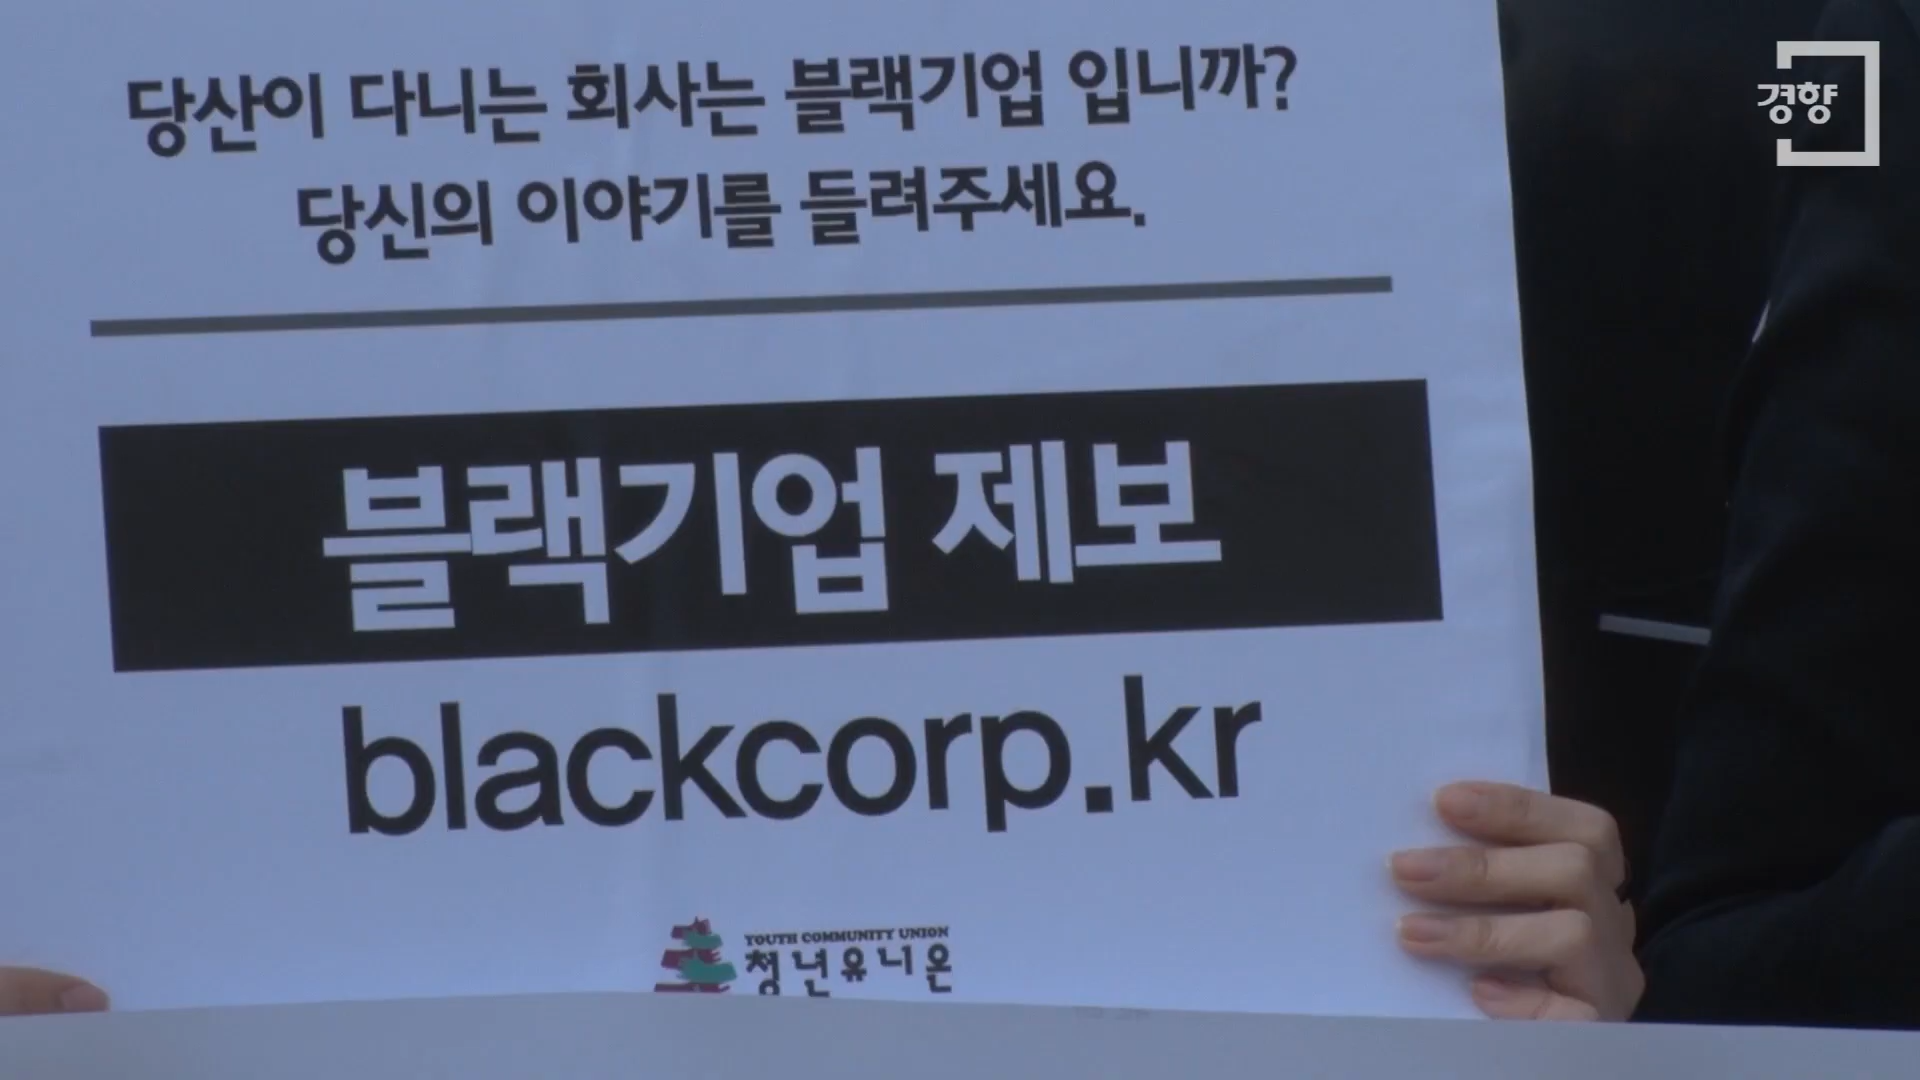 당산이 다니는 회사는 블랙기업 입니까?
당신의 이야기를 들려주세요.
블랙기업 제보
blackcorp.kr
YOUTH COMMUNITY UNION
청년유니온
경향